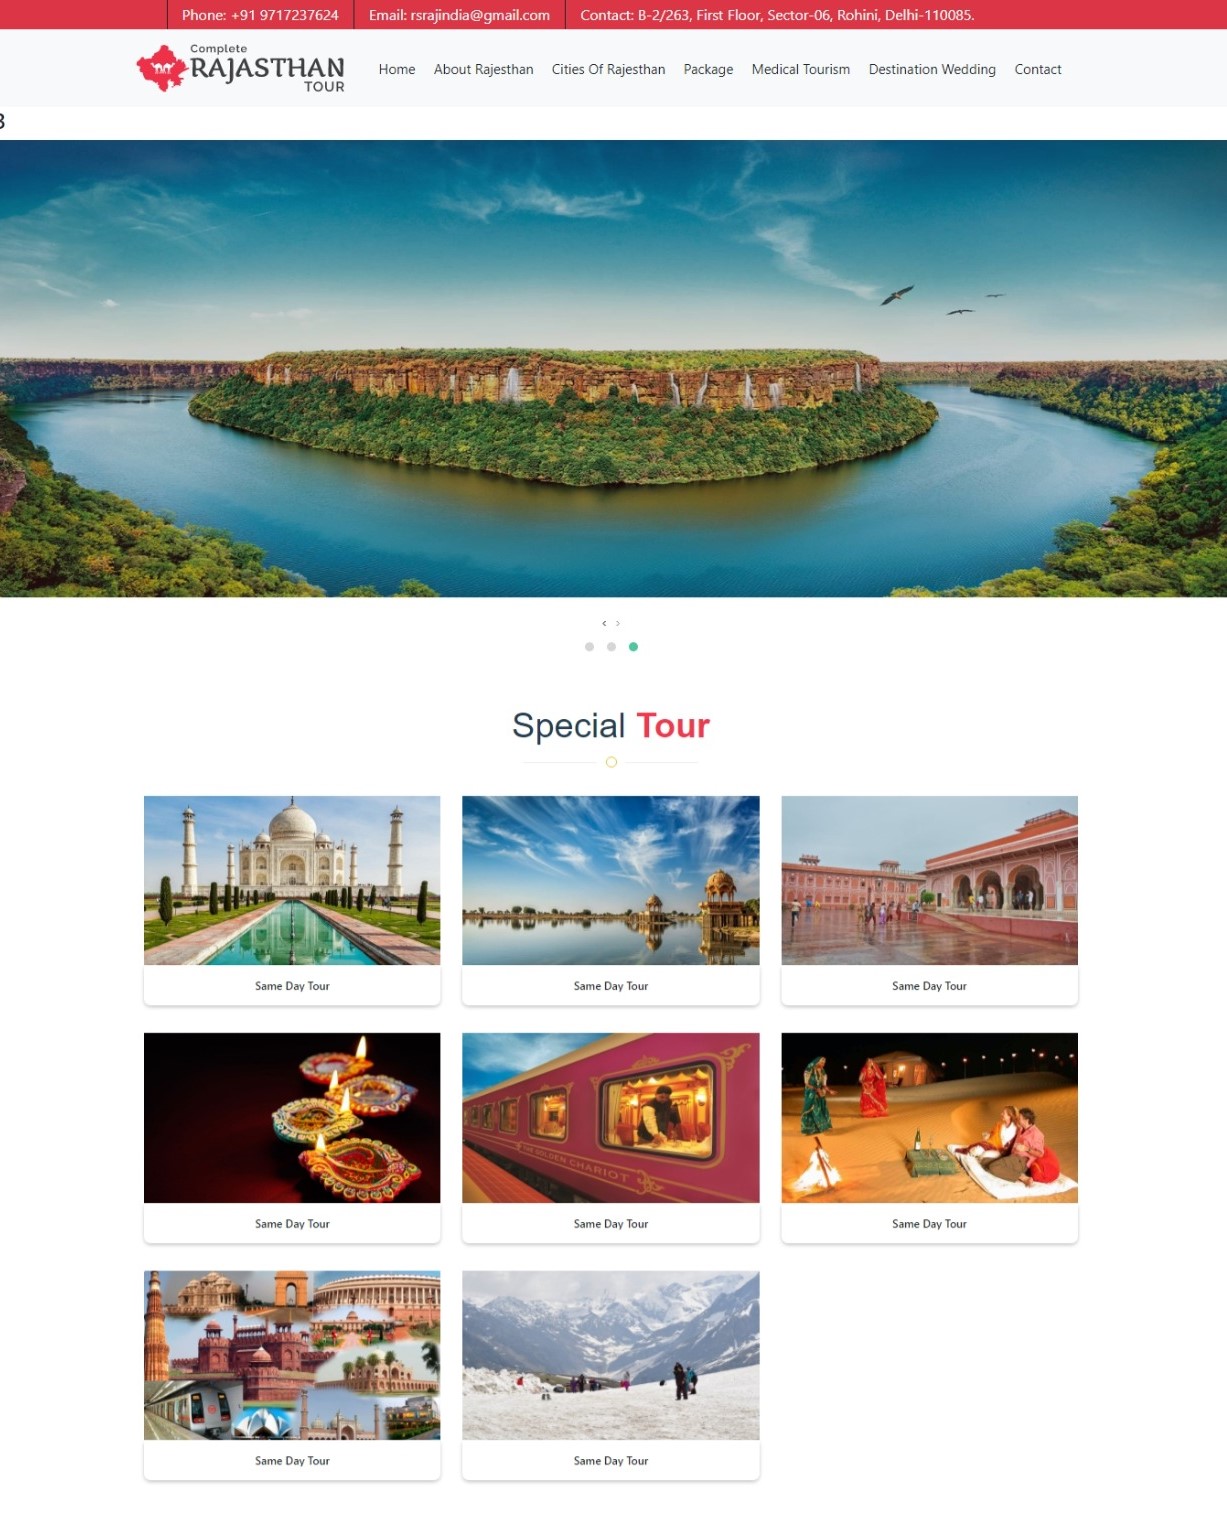 Phone: +91 9717237624
Email: rsrajindia@gmail.com
Contact: B-2/263, First Floor, Sector-06, Rohini, Delhi-110085.
Complete
RAJASTHAN
TOUR
Home About Rajesthan Cities Of Rajesthan Package Medical Tourism Destination Wedding Contact
3
‹ ›
Special Tour
Same Day Tour
Same Day Tour
Same Day Tour
THE GOLDEN CHARIOT
Same Day Tour
Same Day Tour
Same Day Tour
Same Day Tour
Same Day Tour